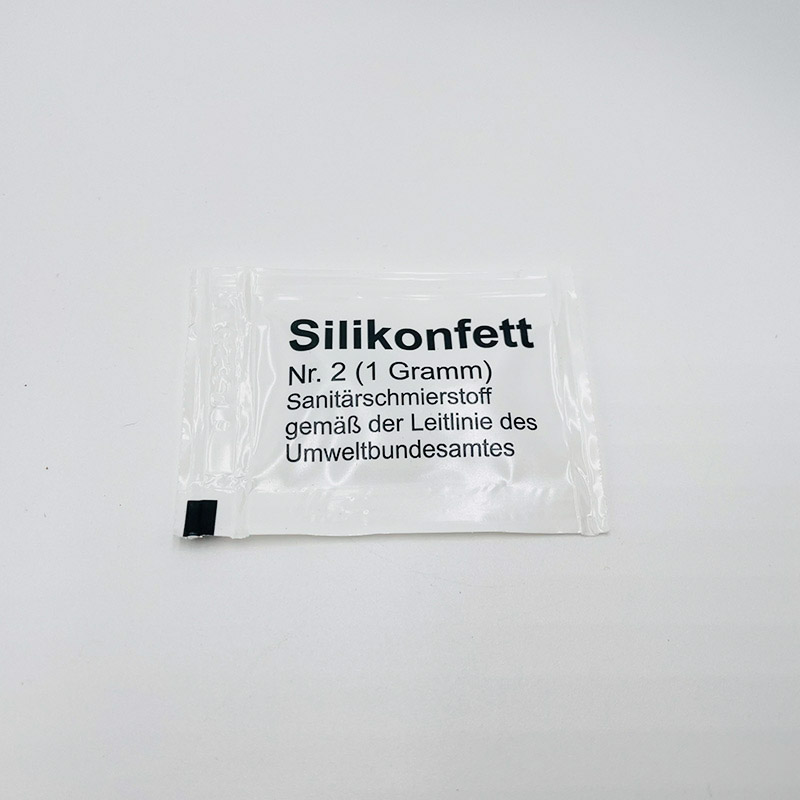 Silikonfett
Nr. 2 (1 Gramm)
Sanitärschmierstoff
gemäß der Leitlinie des
Umweltbundesamtes